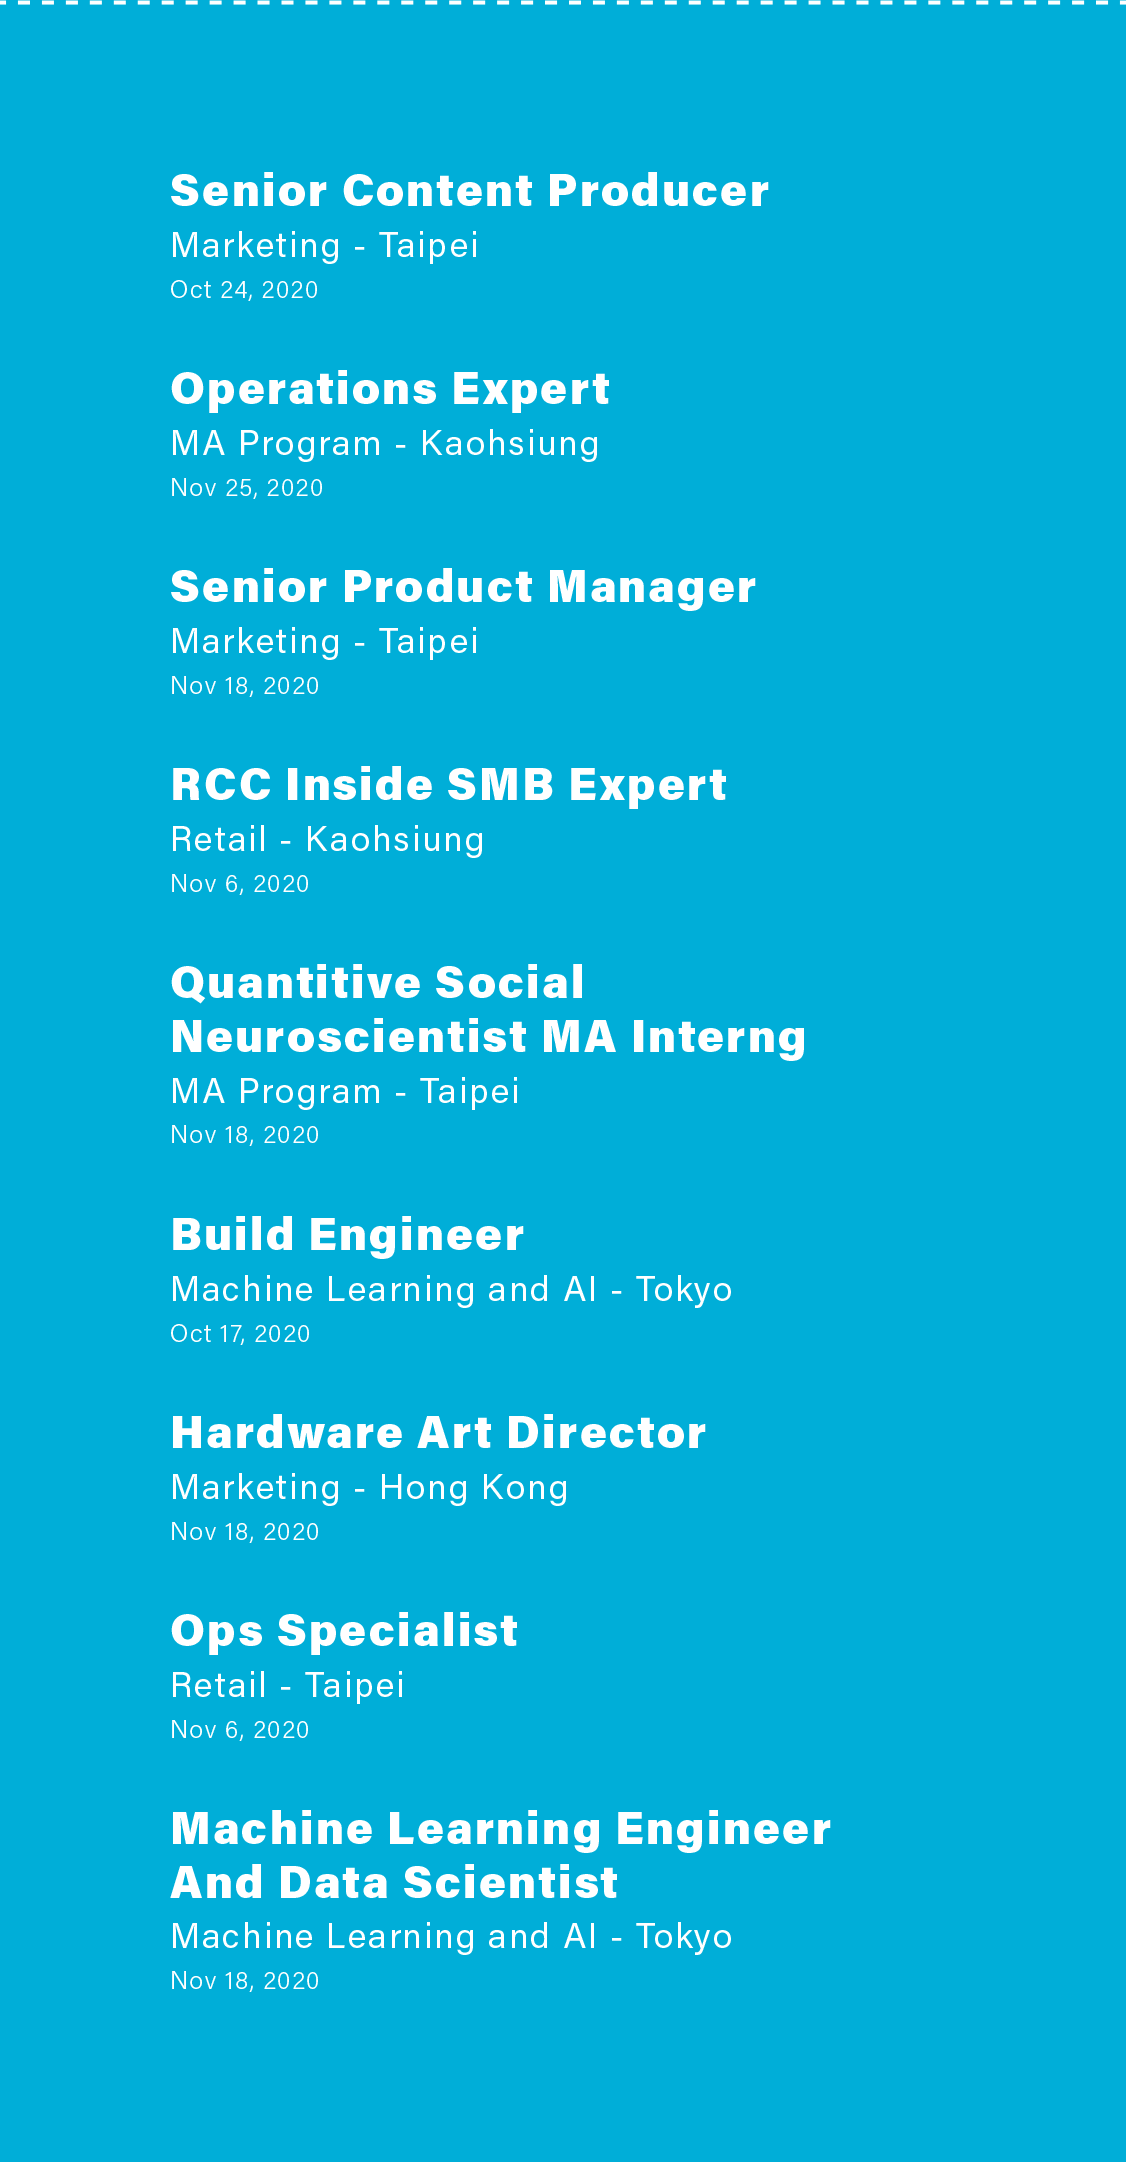 Senior Content Producer
Marketing - Taipei
Oct 24, 2020
Operations Expert
MA Program - Kaohsiung
Nov 25, 2020
Senior Product Manager
Marketing - Taipei
Nov 18, 2020
RCC Inside SMB Expert
Retail - Kaohsiung
Nov 6, 2020
Quantitive Social
Neuroscientist MA Interng
MA Program - Taipei
Nov 18, 2020
Build Engineer
Machine Learning and AI - Tokyo
Oct 17, 2020
Hardware Art Director
Marketing - Hong Kong
Nov 18, 2020
Ops Specialist
Retail - Taipei
Nov 6, 2020
Machine Learning Engineer
And Data Scientist
Machine Learning and AI - Tokyo
Nov 18, 2020